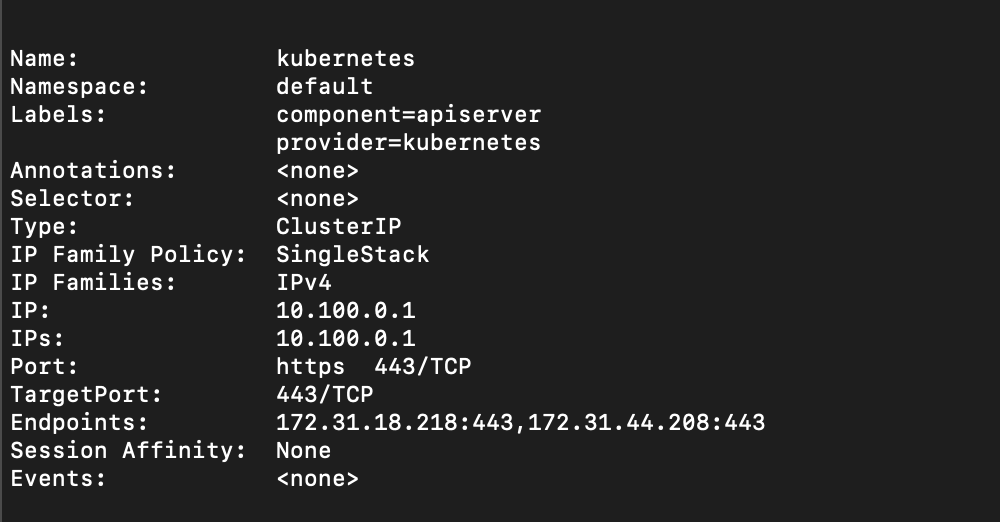 Name: kubernetes
Namespace: default
Labels: component=apiserver
provider=kubernetes
Annotations: <none>
Selector: <none>
Type: ClusterIP
IP Family Policy: SingleStack
IP Families: IPv4
IP: 10.100.0.1
IPs: 10.100.0.1
Port: https 443/TCP
TargetPort: 443/TCP
Endpoints: 172.31.18.218:443,172.31.44.208:443
Session Affinity: None
Events: <none>